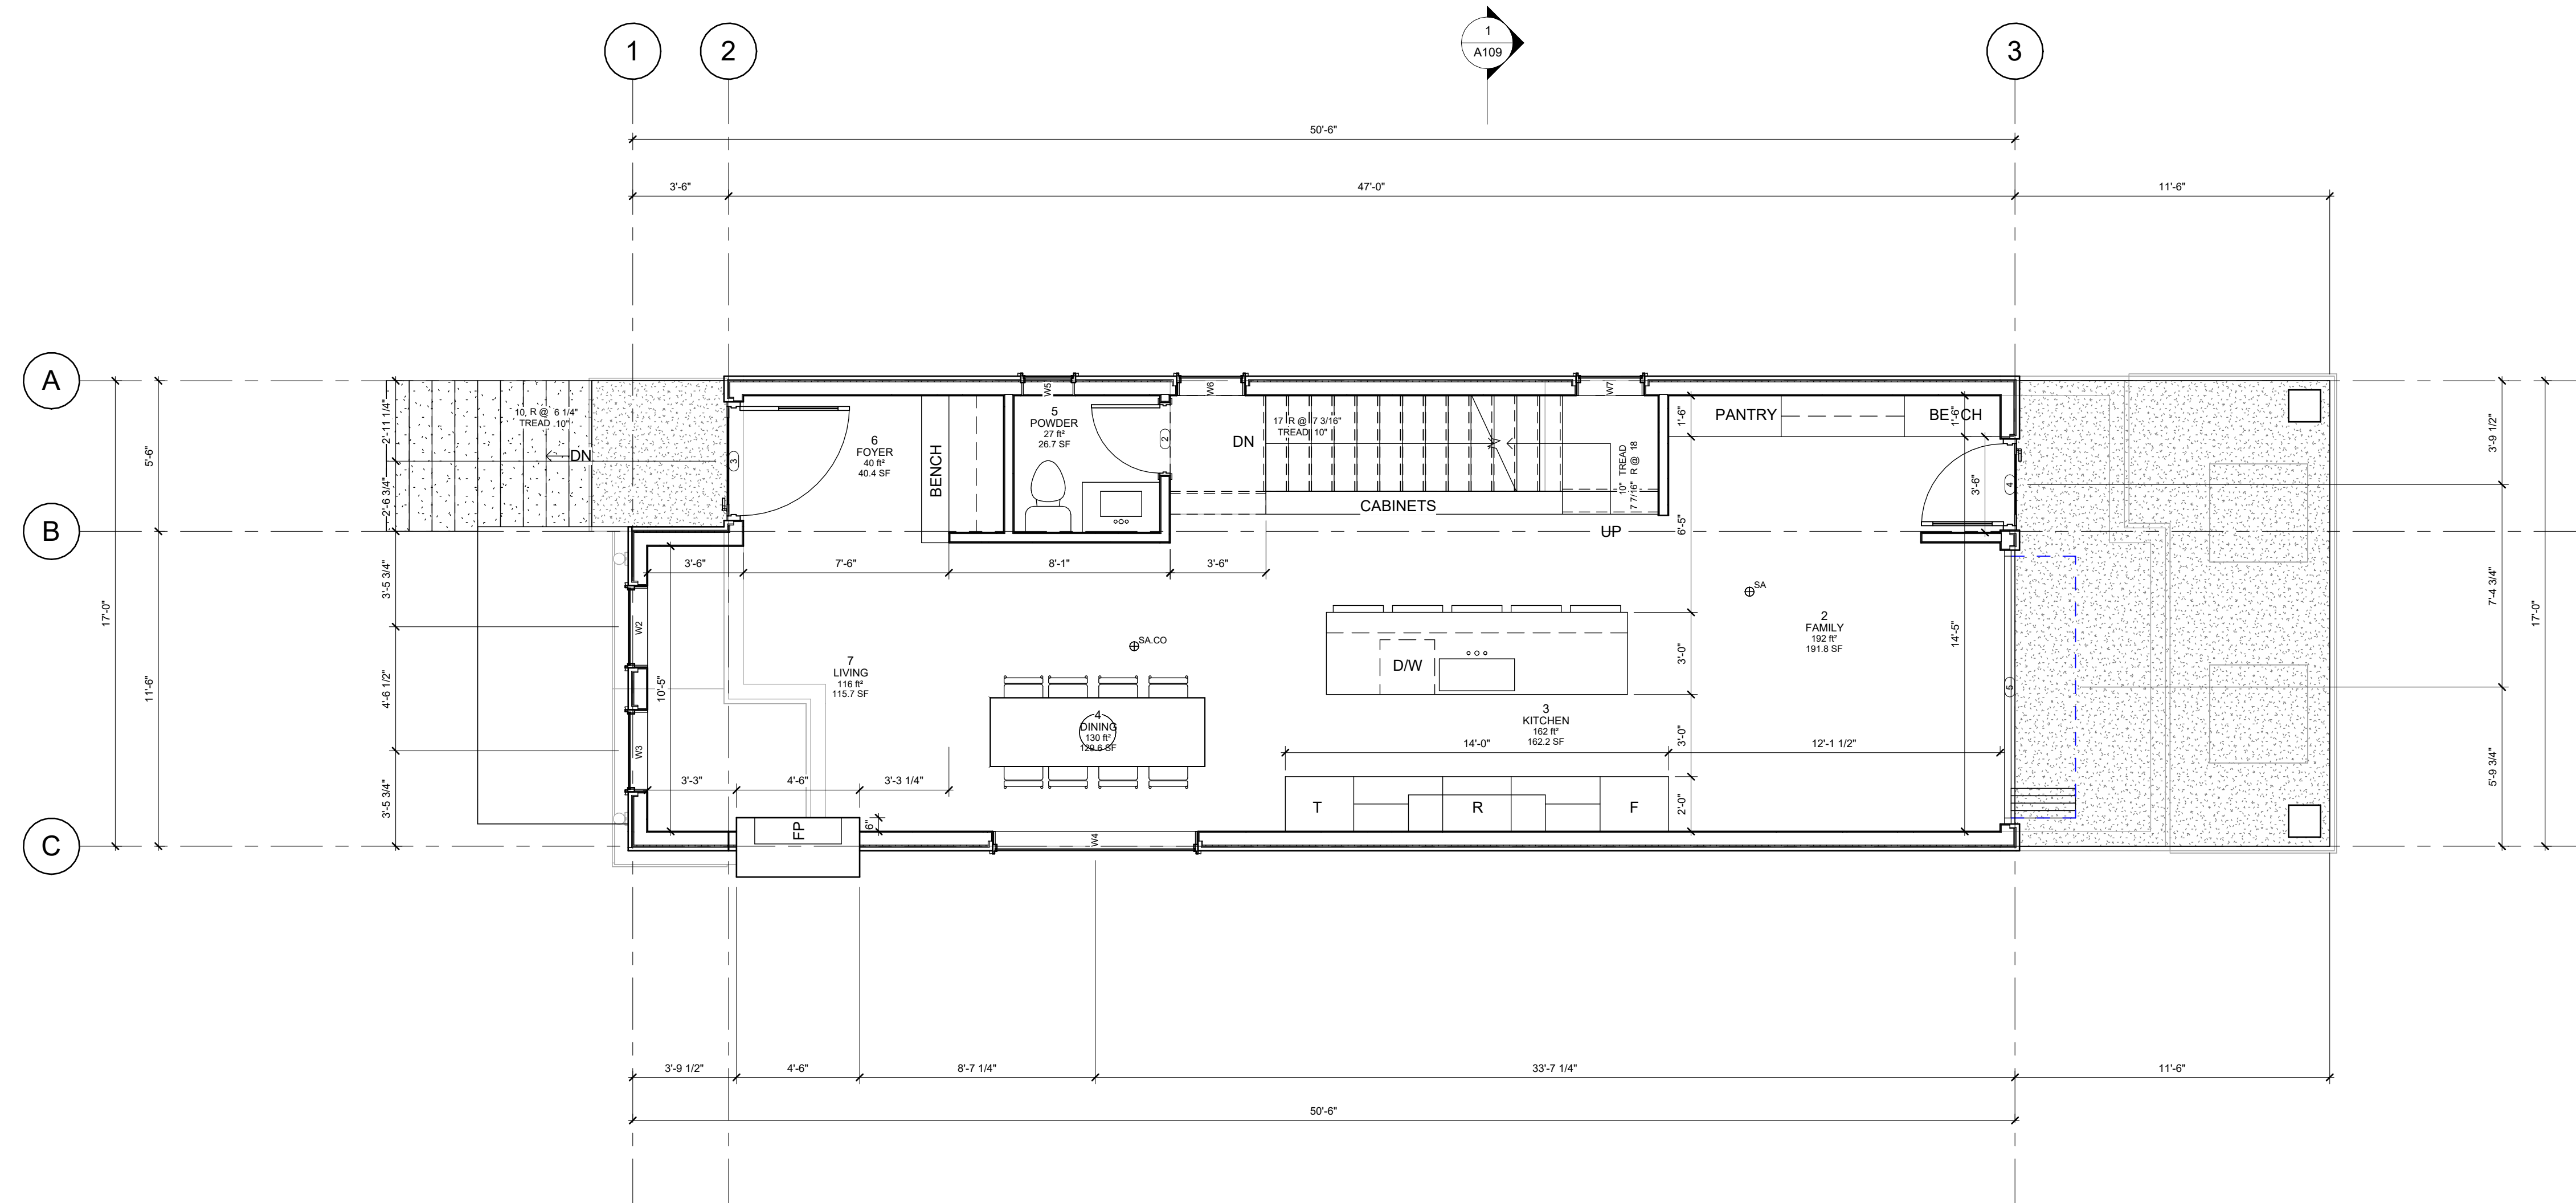 1
2
1
A109
3
50'-6"
3'-6"
47'-0"
11'-6"
A
B
C
17'-0"
5'-6"
11'-6"
2'-11 1/4"
2'-6 3/4"
3'-5 3/4"
4'-6 1/2"
3'-5 3/4"
10, R @ 6 1/4"
TREAD .10"
DN
3
6
FOYER
40 ft²
40.4 SF
BENCH
W5
5
POWDER
27 ft²
26.7 SF
2
W6
DN
17 R @ 7 3/16"
TREAD 10"
CABINETS
W7
10" TREAD
7 7/16" R @ 18
UP
1'-6"
PANTRY
BENCH
1'-6"
3'-6"
4
6'-5"
3'-6"
7'-6"
8'-1"
3'-6"
W2
W3
10'-5"
7
LIVING
116 ft²
115.7 SF
SA.CO
SA
4
DINING
130 ft²
129.6 SF
D/W
3
KITCHEN
162 ft²
162.2 SF
2
FAMILY
192 ft²
191.8 SF
3'-0"
14'-5"
5
3'-0"
14'-0"
12'-1 1/2"
2'-0"
3'-3"
4'-6"
3'-3 1/4"
FP
6"
W4
T
R
F
3'-9 1/2"
7'-4 3/4"
5'-9 3/4"
17'-0"
3'-9 1/2"
4'-6"
8'-7 1/4"
33'-7 1/4"
11'-6"
50'-6"